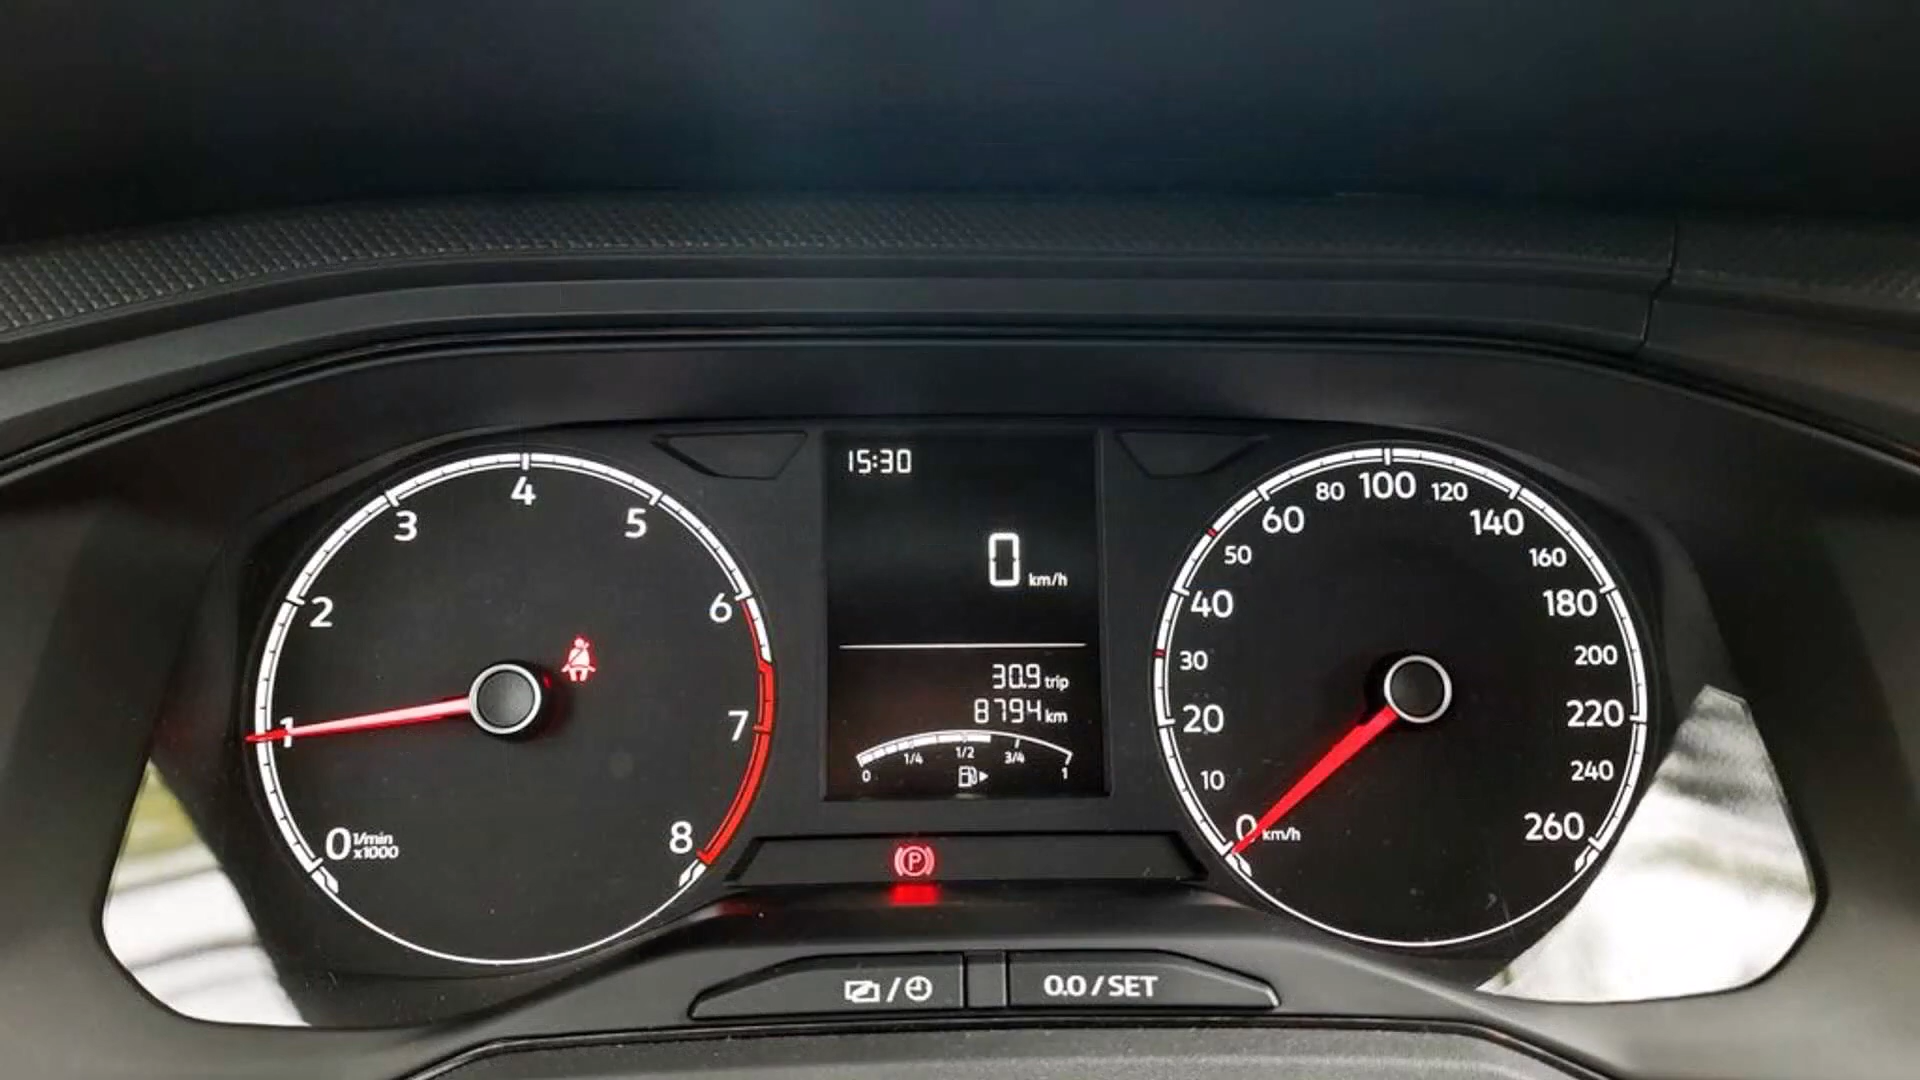 15:30
0 km/h
30.9 trip
8794 km
0 1/4 1/2 3/4 1
0 1 2 3 4 5 6 7 8
1/min
x1000
0 10 20 30 40 50 60 80 100 120 140 160 180 200 220 240 260
km/h
P
/
0.0 / SET